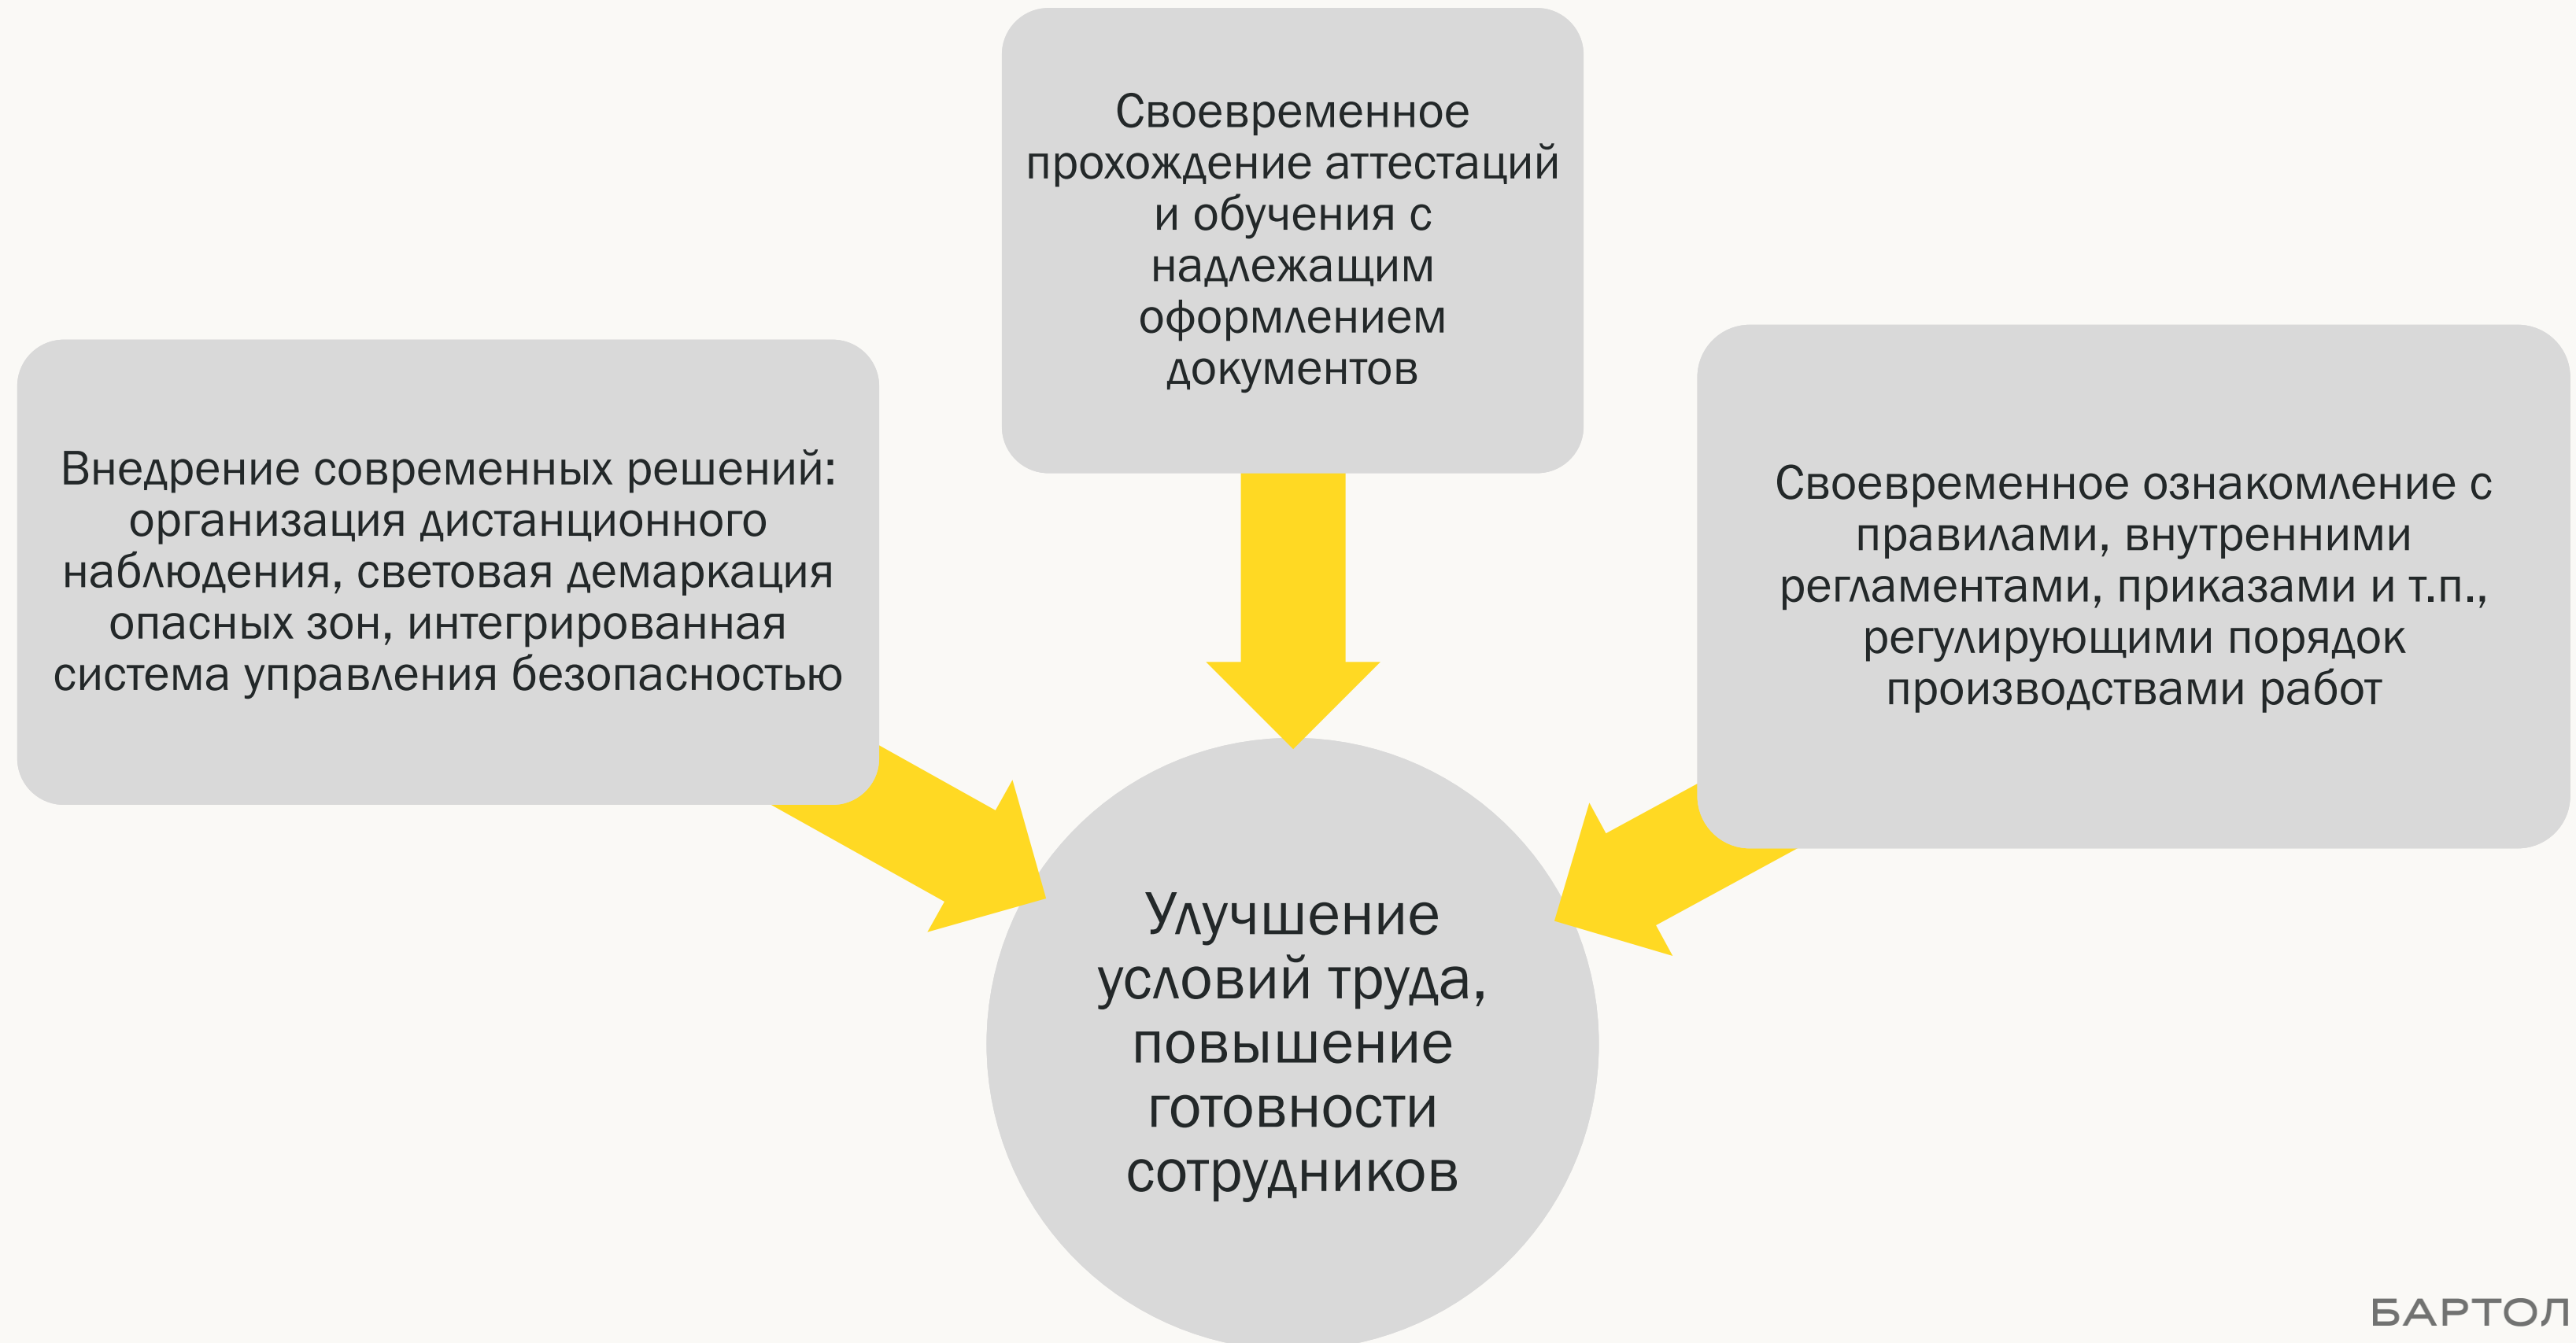 Своевременное
прохождение аттестаций
и обучения с
надлежащим
оформлением
документов
Внедрение современных решений:
организация дистанционного
наблюдения, световая демаркация
опасных зон, интегрированная
система управления безопасностью
Своевременное ознакомление с
правилами, внутренними
регламентами, приказами и т.п.,
регулирующими порядок
производствами работ
Улучшение
условий труда,
повышение
готовности
сотрудников
БАРТОЛ